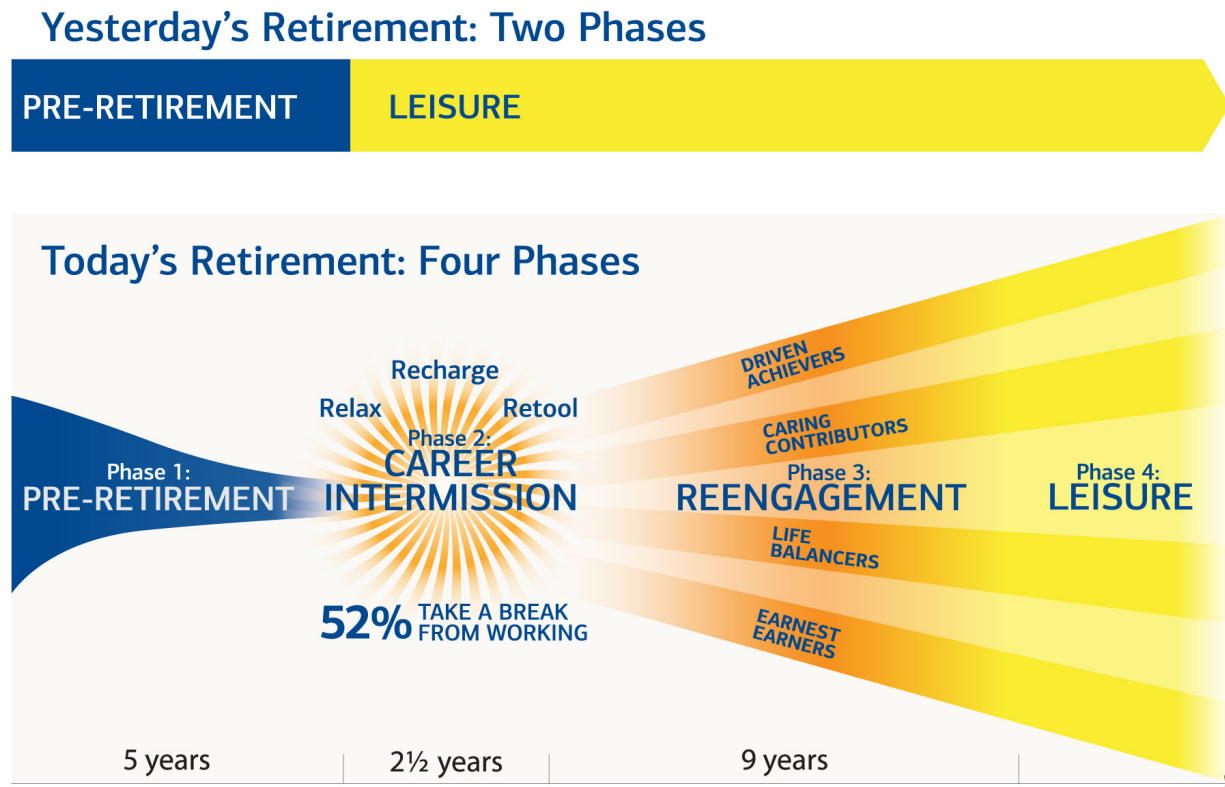 Yesterday's Retirement: Two Phases
PRE-RETIREMENT
LEISURE
Today's Retirement: Four Phases
Recharge
Relax
Retool
Phase 1:
PRE-RETIREMENT
Phase 2:
CAREER
INTERMISSION
52% TAKE A BREAK
FROM WORKING
DRIVEN
ACHIEVERS
CARING
CONTRIBUTORS
Phase 3:
REENGAGEMENT
LIFE
BALANCERS
EARNEST
EARNERS
Phase 4:
LEISURE
5 years
2½ years
9 years